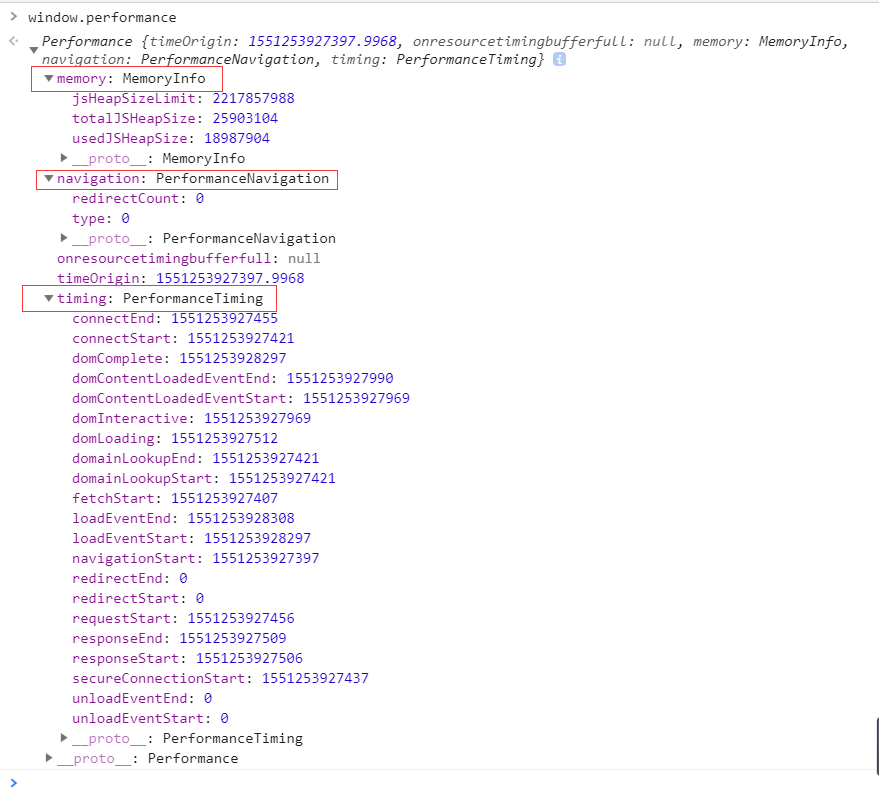 > window.performance
Performance {timeOrigin: 1551253927397.9968, onresourcetimingbufferfull: null, memory: MemoryInfo,
navigation: PerformanceNavigation, timing: PerformanceTiming} i
▼memory: MemoryInfo
jsHeapSizeLimit: 2217857988
totalJSHeapSize: 25903104
usedJSHeapSize: 18987904
▶__proto__: MemoryInfo
▼navigation: PerformanceNavigation
redirectCount: 0
type: 0
▶__proto__: PerformanceNavigation
onresourcetimingbufferfull: null
timeOrigin: 1551253927397.9968
▼timing: PerformanceTiming
connectEnd: 1551253927455
connectStart: 1551253927421
domComplete: 1551253928297
domContentLoadedEventEnd: 1551253927990
domContentLoadedEventStart: 1551253927969
domInteractive: 1551253927969
domLoading: 1551253927512
domainLookupEnd: 1551253927421
domainLookupStart: 1551253927421
fetchStart: 1551253927407
loadEventEnd: 1551253928308
loadEventStart: 1551253928297
navigationStart: 1551253927397
redirectEnd: 0
redirectStart: 0
requestStart: 1551253927456
responseEnd: 1551253927509
responseStart: 1551253927506
secureConnectionStart: 1551253927437
unloadEventEnd: 0
unloadEventStart: 0
▶__proto__: PerformanceTiming
▶__proto__: Performance
>